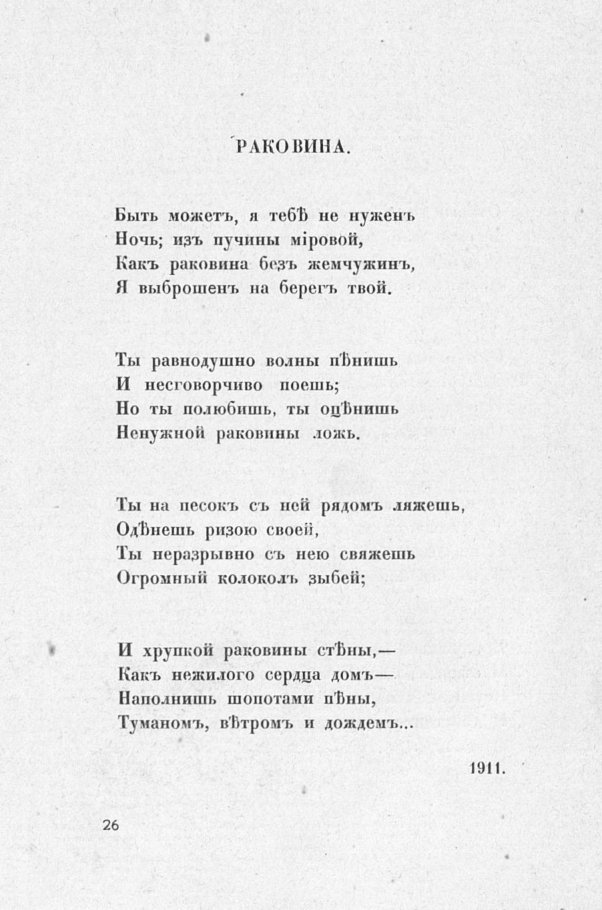 РАКОВИНА.
Быть можетъ, я тебѣ не нуженъ
Ночь; изъ пучины міровой,
Какъ раковина безъ жемчужинъ,
Я выброшенъ на берегъ твой.
Ты равнодушно волны пѣнишь
И несговорчиво поешь;
Но ты полюбишь, ты оцѣнишь
Ненужной раковины ложь.
Ты на песокъ съ ней рядомъ ляжешь,
Одѣнешь ризою своей,
Ты неразрывно съ нею свяжешь
Огромный колоколъ зыбей;
И хрупкой раковины стѣны,—
Какъ нежилого сердца домъ—
Наполнишь шопотами пѣны,
Туманомъ, вѣтромъ и дождемъ...
1911.
26